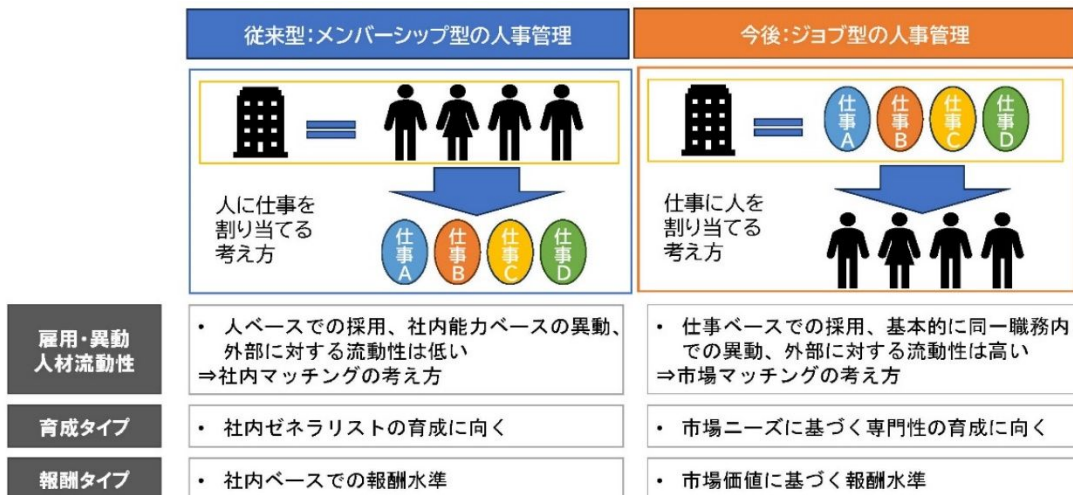 従来型:メンバーシップ型の人事管理
今後:ジョブ型の人事管理
人に仕事を
割り当てる
考え方
仕事A
仕事B
仕事C
仕事D
仕事A
仕事B
仕事C
仕事D
仕事に人を
割り当てる
考え方
雇用・異動
人材流動性
・ 人ベースでの採用、社内能力ベースの異動、
外部に対する流動性は低い
⇒社内マッチングの考え方
・ 仕事ベースでの採用、基本的に同一職務内
での異動、外部に対する流動性は高い
⇒市場マッチングの考え方
育成タイプ
・ 社内ゼネラリストの育成に向く
・ 市場ニーズに基づく専門性の育成に向く
報酬タイプ
・ 社内ベースでの報酬水準
・ 市場価値に基づく報酬水準